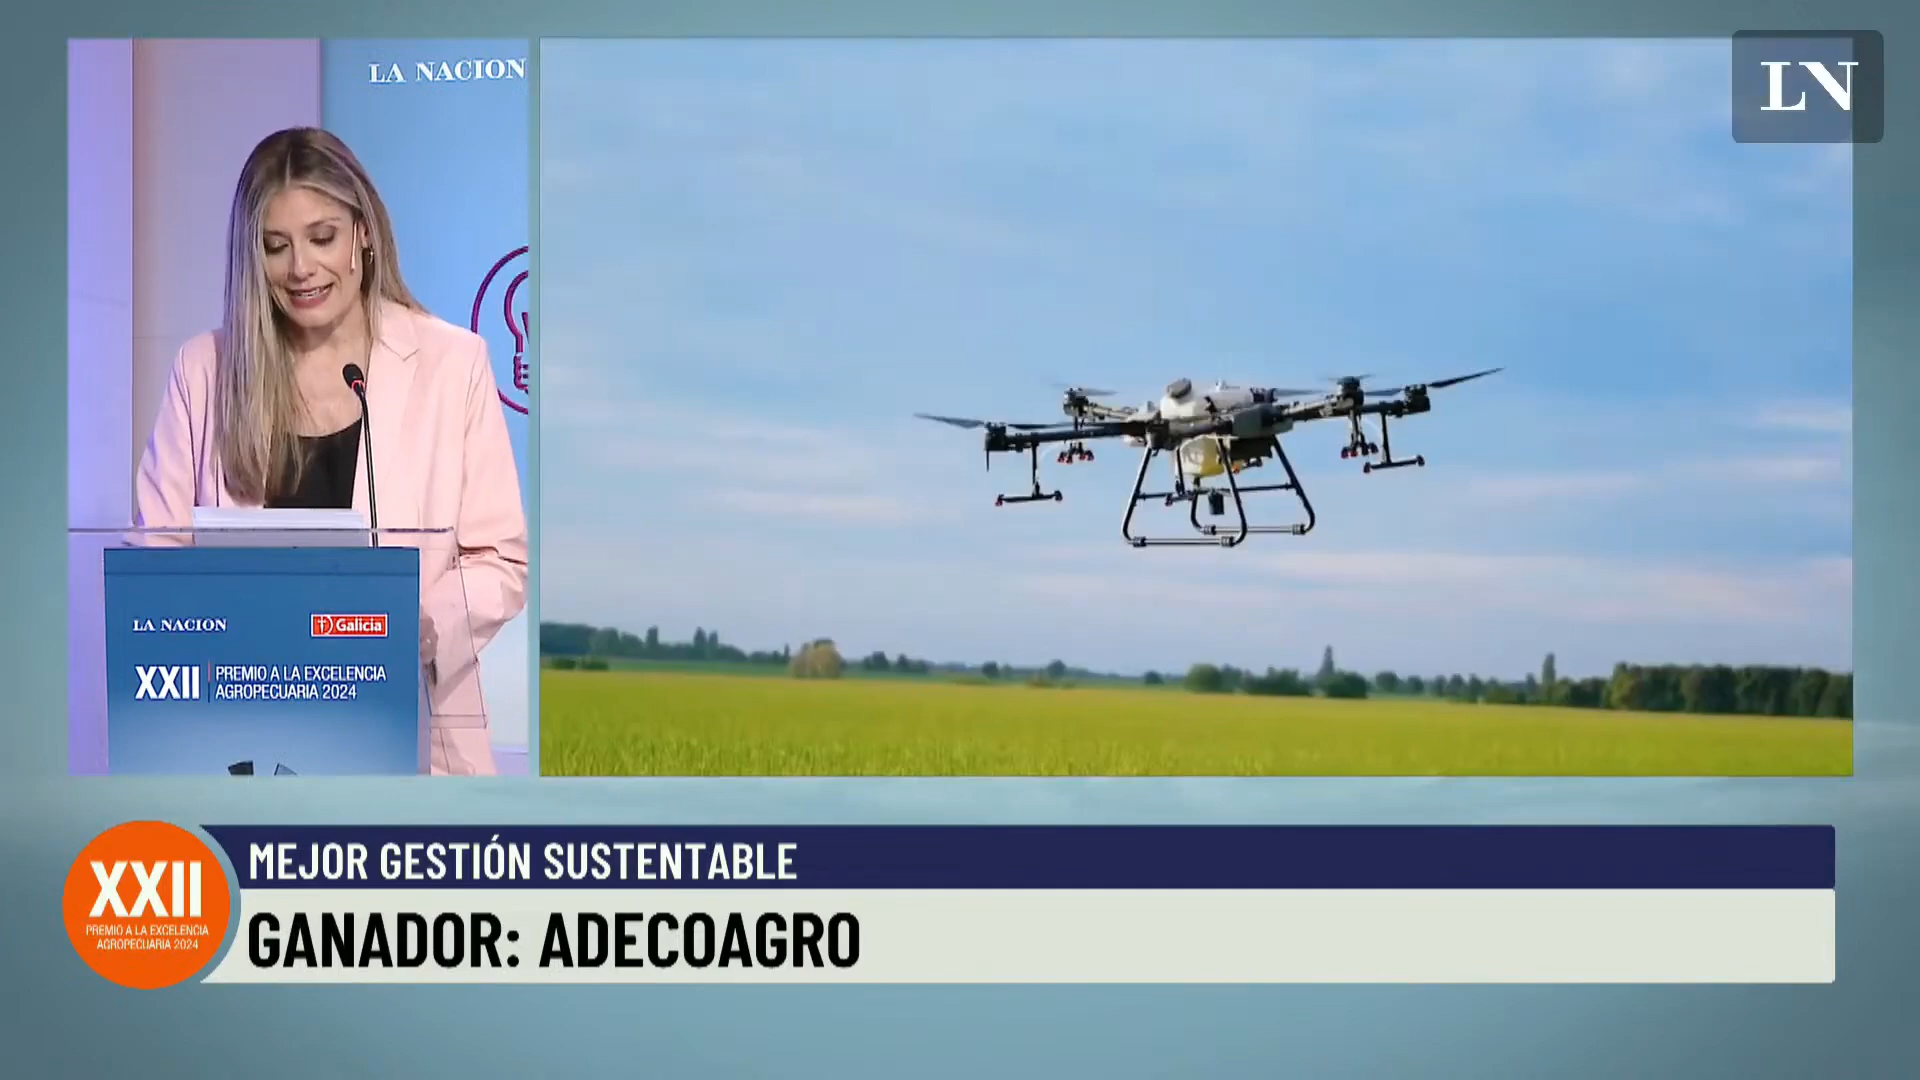 LA NACION
LN
LA NACION
Galicia
XXII
PREMIO A LA EXCELENCIA
AGROPECUARIA 2024
MEJOR GESTIÓN SUSTENTABLE
GANADOR: ADECOAGRO
XXII
PREMIO A LA EXCELENCIA
AGROPECUARIA 2024